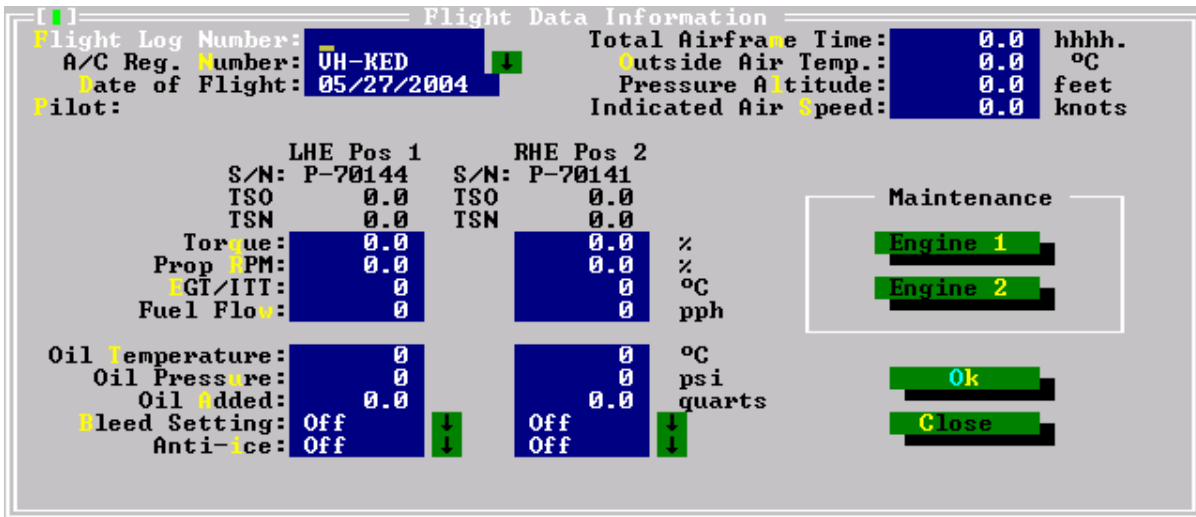 [ ] Flight Data Information
Flight Log Number: Total Airframe Time: 0.0 hhhh.
A/C Reg. Number: VH-KED ↓ Outside Air Temp.: 0.0 ºC
Date of Flight: 05/27/2004 Pressure Altitude: 0.0 feet
Pilot: Indicated Air Speed: 0.0 knots
LHE Pos 1 RHE Pos 2
S/N: P-70144 S/N: P-70141
TSO 0.0 TSO 0.0 Maintenance
TSN 0.0 TSN 0.0
Torque: 0.0 0.0 % Engine 1
Prop RPM: 0.0 0.0 %
EGT/ITT: 0 0 ºC Engine 2
Fuel Flow: 0 0 pph
Oil Temperature: 0 0 ºC
Oil Pressure: 0 0 psi Ok
Oil Added: 0.0 0.0 quarts
Bleed Setting: Off ↓ Off ↓ Close
Anti-ice: Off ↓ Off ↓